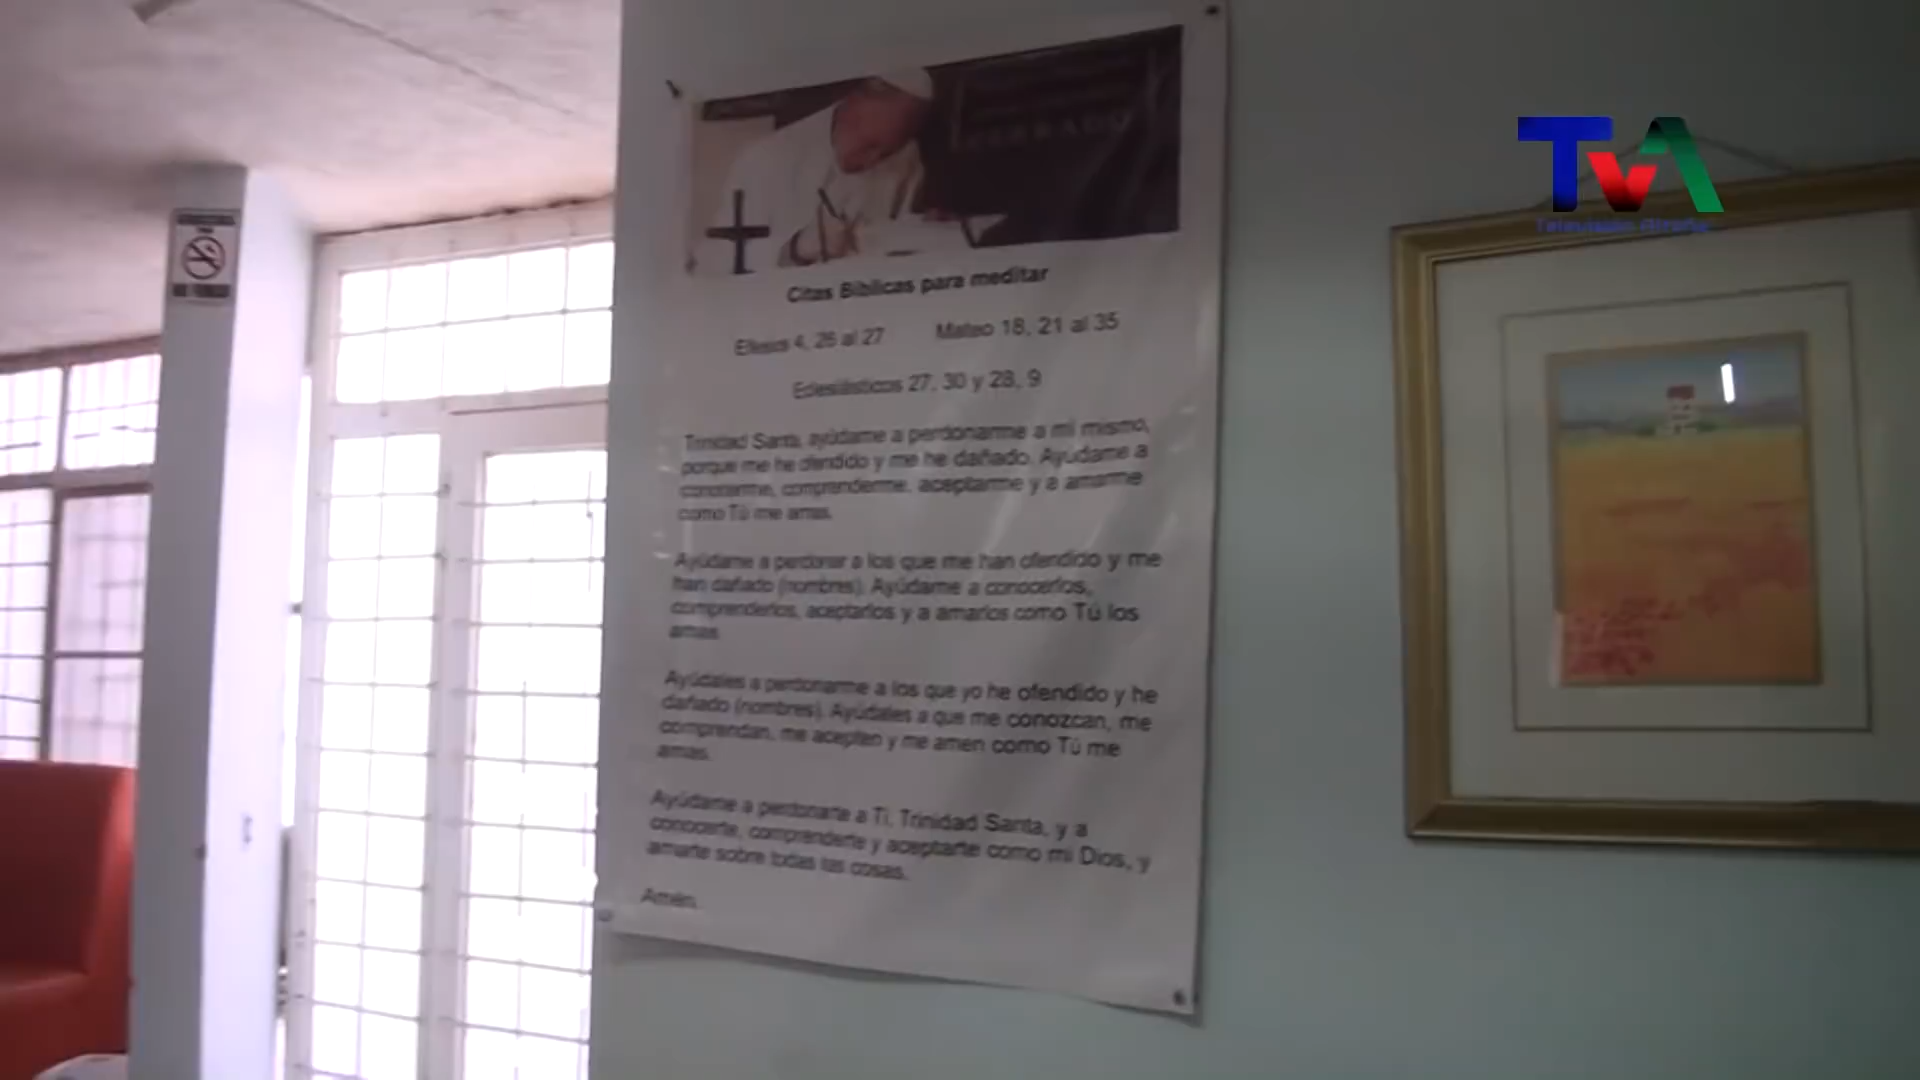 TVA
NO FUMAR
Citas Bíblicas para meditar
Efesios 4, 26 al 27 Mateo 18, 21 al 35
Eclesiásticos 27, 30 y 28, 9
Trinidad Santa, ayúdame a perdonarme a mi mismo,
porque me he ofendido y me he dañado. Ayúdame a
conocerme, comprenderme, aceptarme y a amarme
como Tú me amas.
Ayúdame a perdonar a los que me han ofendido y me
han dañado (nombres). Ayúdame a conocerlos,
comprenderlos, aceptarlos y a amarlos como Tú los
amas.
Ayúdales a perdonarme a los que yo he ofendido y he
dañado (nombres). Ayúdales a que me conozcan, me
comprendan, me acepten y me amen como Tú me
amas.
Ayúdame a perdonarte a Ti, Trinidad Santa, y a
conocerte, comprenderte y aceptarte como mi Dios, y
amarte sobre todas las cosas.
Amén.